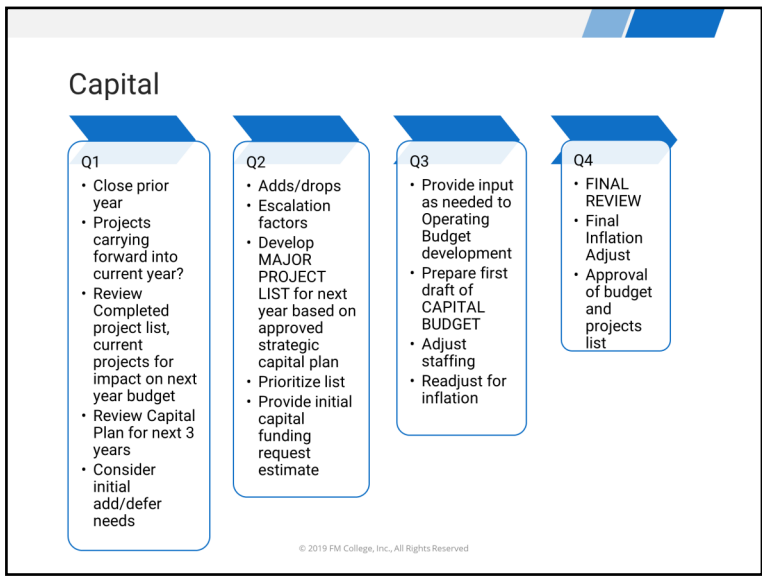 Capital
Q1
• Close prior
year
• Projects
carrying
forward into
current year?
• Review
Completed
project list,
current
projects for
impact on next
year budget
• Review Capital
Plan for next 3
years
• Consider
initial
add/defer
needs
Q2
• Adds/drops
• Escalation
factors
• Develop
MAJOR
PROJECT
LIST for next
year based on
approved
strategic
capital plan
• Prioritize list
• Provide initial
capital
funding
request
estimate
Q3
• Provide input
as needed to
Operating
Budget
development
• Prepare first
draft of
CAPITAL
BUDGET
• Adjust
staffing
• Readjust for
inflation
Q4
• FINAL
REVIEW
• Final
Inflation
Adjust
• Approval
of budget
and
projects
list
© 2019 FM College, Inc., All Rights Reserved